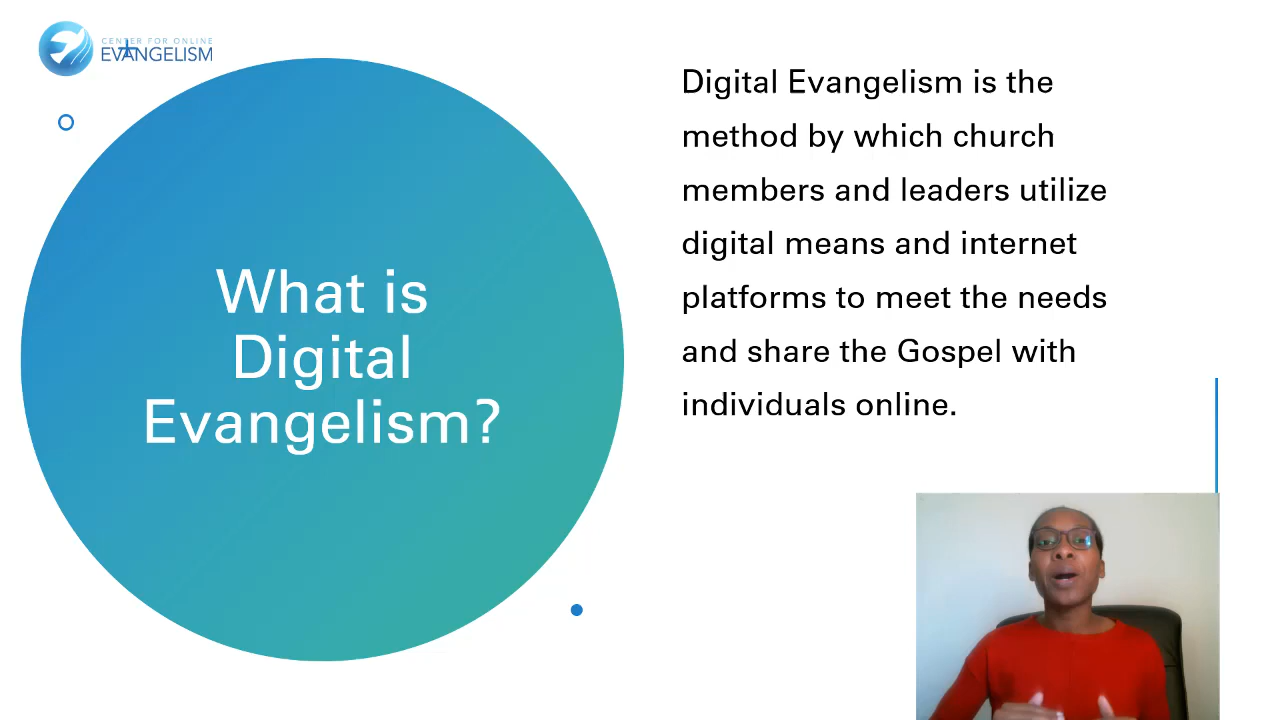 CENTER FOR ONLINE
EVANGELISM
What is
Digital
Evangelism?
Digital Evangelism is the
method by which church
members and leaders utilize
digital means and internet
platforms to meet the needs
and share the Gospel with
individuals online.